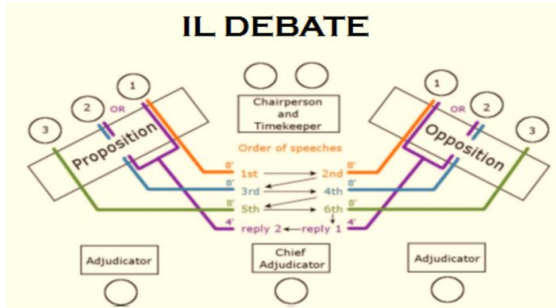 IL DEBATE
1
1
2
OR
OR
2
3
3
Chairperson
and
Timekeeper
Proposition
Opposition
Order of speeches
8' 1st 2nd 8'
8' 3rd 4th 8'
8' 5th 6th 8'
4' reply 2 reply 1 4'
Adjudicator
Chief
Adjudicator
Adjudicator